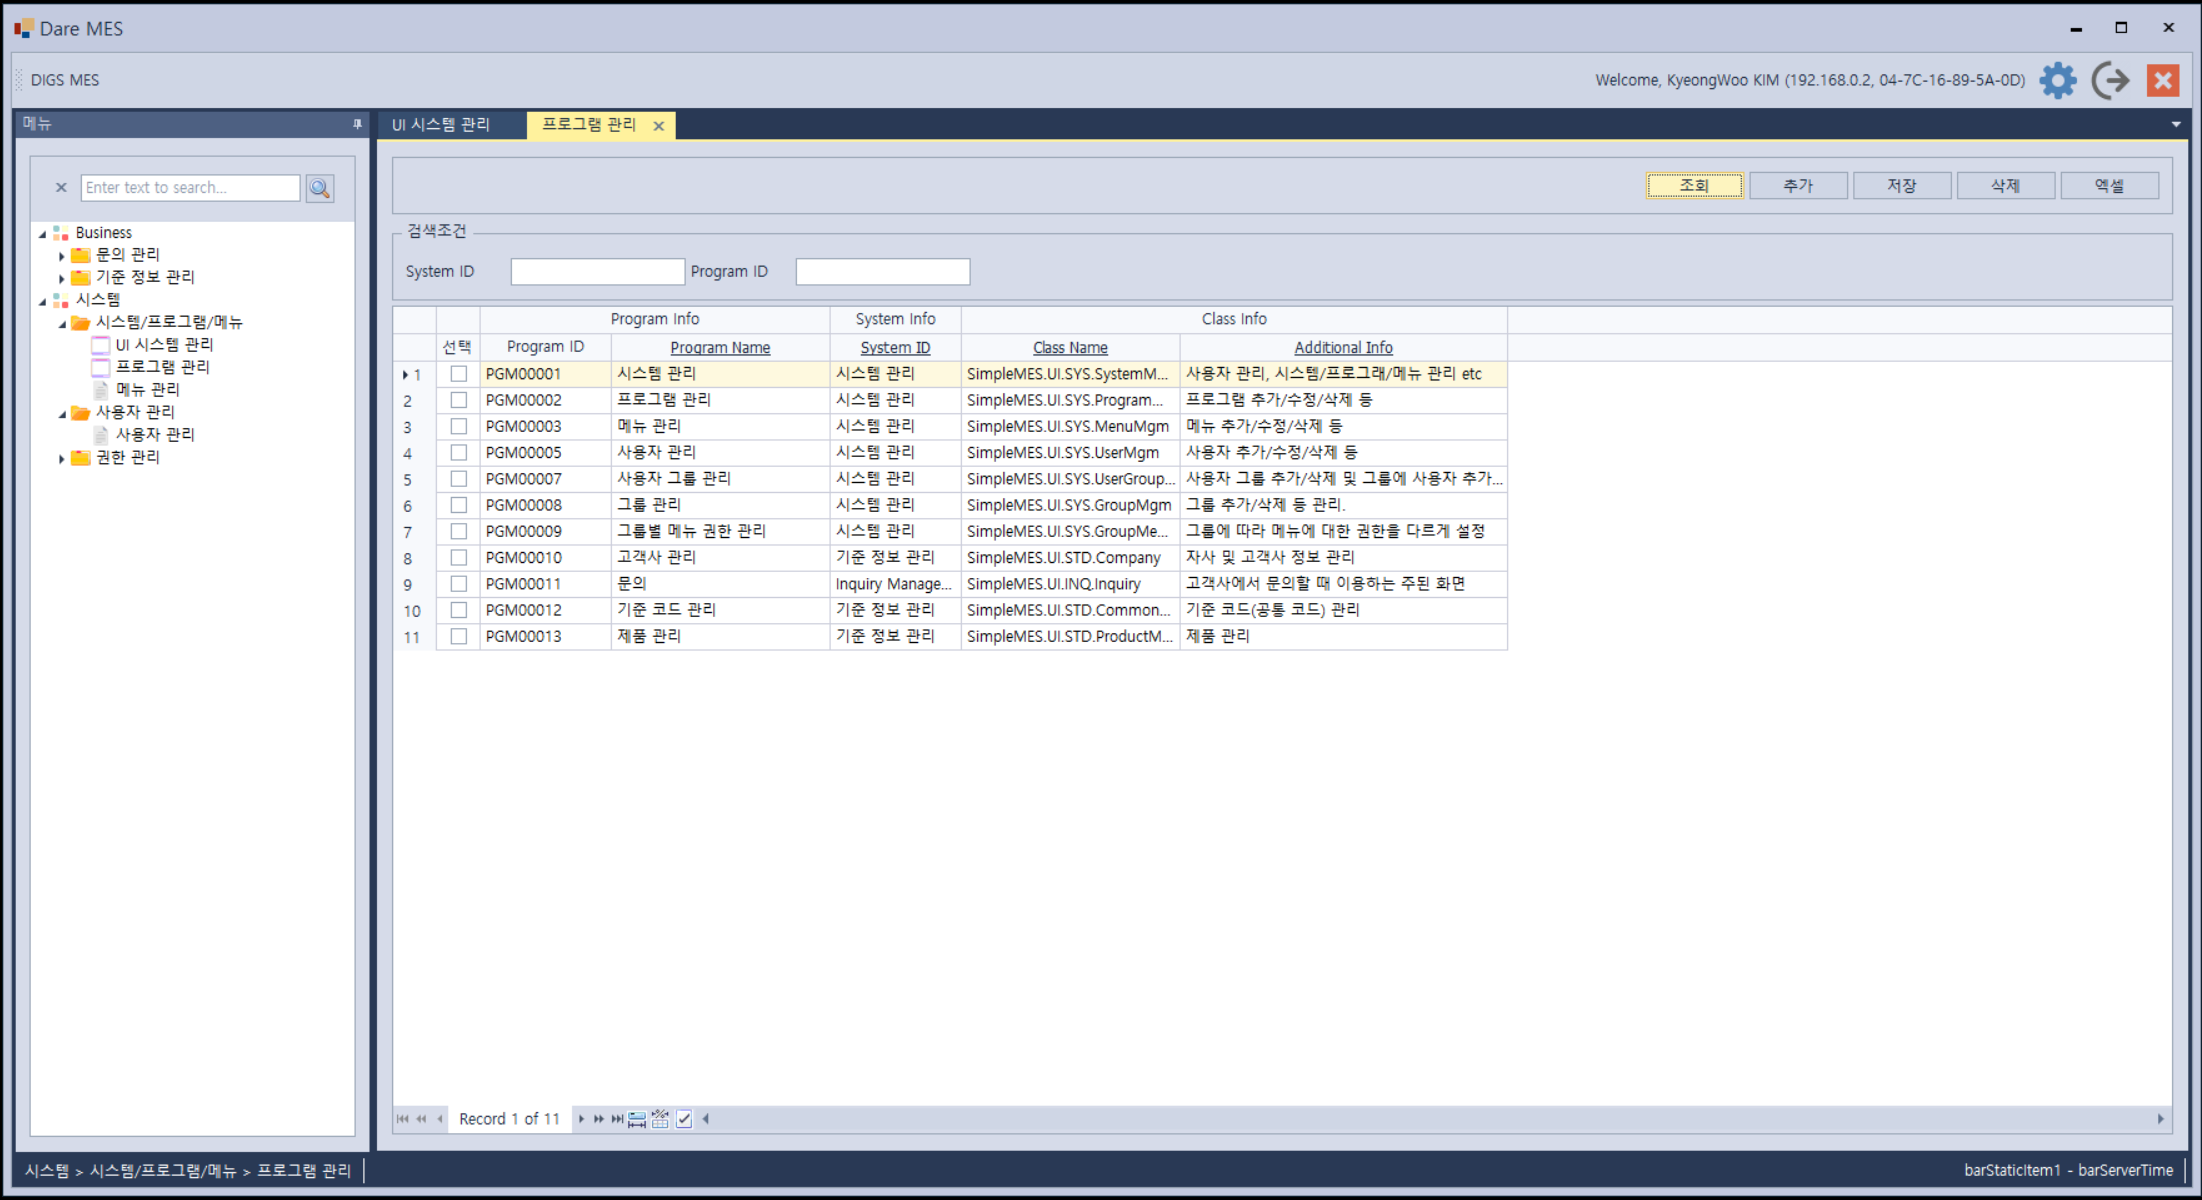 Dare MES
DIGS MES
Welcome, KyeongWoo KIM (192.168.0.2, 04-7C-16-89-5A-0D)
메뉴
Enter text to search...
Business
문의 관리
기준 정보 관리
시스템
시스템/프로그램/메뉴
UI 시스템 관리
프로그램 관리
메뉴 관리
사용자 관리
사용자 관리
권한 관리
UI 시스템 관리 프로그램 관리
조회 추가 저장 삭제 엑셀
검색조건
System ID Program ID
Program Info System Info Class Info
선택 Program ID Program Name System ID Class Name Additional Info
1 PGM00001 시스템 관리 시스템 관리 SimpleMES.UI.SYS.SystemM... 사용자 관리, 시스템/프로그래/메뉴 관리 etc
2 PGM00002 프로그램 관리 시스템 관리 SimpleMES.UI.SYS.Program... 프로그램 추가/수정/삭제 등
3 PGM00003 메뉴 관리 시스템 관리 SimpleMES.UI.SYS.MenuMgm 메뉴 추가/수정/삭제 등
4 PGM00005 사용자 관리 시스템 관리 SimpleMES.UI.SYS.UserMgm 사용자 추가/수정/삭제 등
5 PGM00007 사용자 그룹 관리 시스템 관리 SimpleMES.UI.SYS.UserGroup... 사용자 그룹 추가/삭제 및 그룹에 사용자 추가...
6 PGM00008 그룹 관리 시스템 관리 SimpleMES.UI.SYS.GroupMgm 그룹 추가/삭제 등 관리.
7 PGM00009 그룹별 메뉴 권한 관리 시스템 관리 SimpleMES.UI.SYS.GroupMe... 그룹에 따라 메뉴에 대한 권한을 다르게 설정
8 PGM00010 고객사 관리 기준 정보 관리 SimpleMES.UI.STD.Company 자사 및 고객사 정보 관리
9 PGM00011 문의 Inquiry Manage... SimpleMES.UI.INQ.Inquiry 고객사에서 문의할 때 이용하는 주된 화면
10 PGM00012 기준 코드 관리 기준 정보 관리 SimpleMES.UI.STD.Common... 기준 코드(공통 코드) 관리
11 PGM00013 제품 관리 기준 정보 관리 SimpleMES.UI.STD.ProductM... 제품 관리
Record 1 of 11
시스템 > 시스템/프로그램/메뉴 > 프로그램 관리
barStaticItem1 - barServerTime